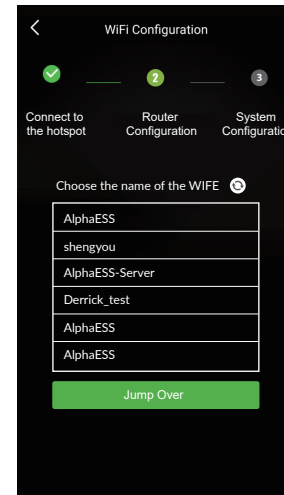 WiFi Configuration
2
3
Connect to the hotspot
Router Configuration
System Configuratio
Choose the name of the WIFE
AlphaESS
shengyou
AlphaESS-Server
Derrick_test
AlphaESS
AlphaESS
Jump Over